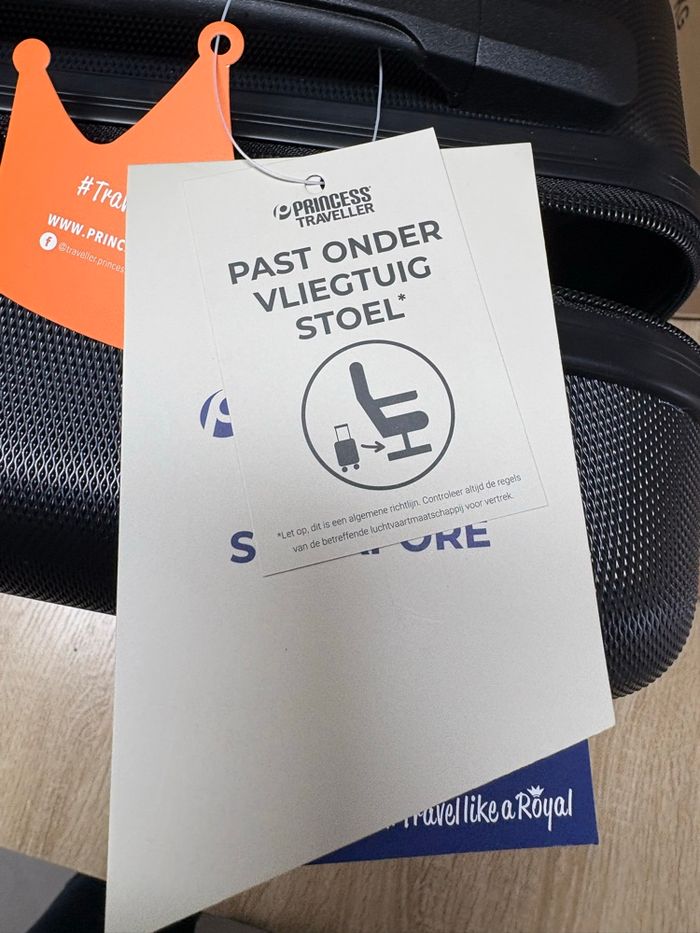 #Tra
WWW.PRINC
@traveller.princes
PRINCESS
TRAVELLER
PAST ONDER
VLIEGTUIG
STOEL*
*Let op, dit is een algemene richtlijn. Controleer altijd de regels
van de betreffende luchtvaartmaatschappij voor vertrek.
S PORE
Travel like a Royal